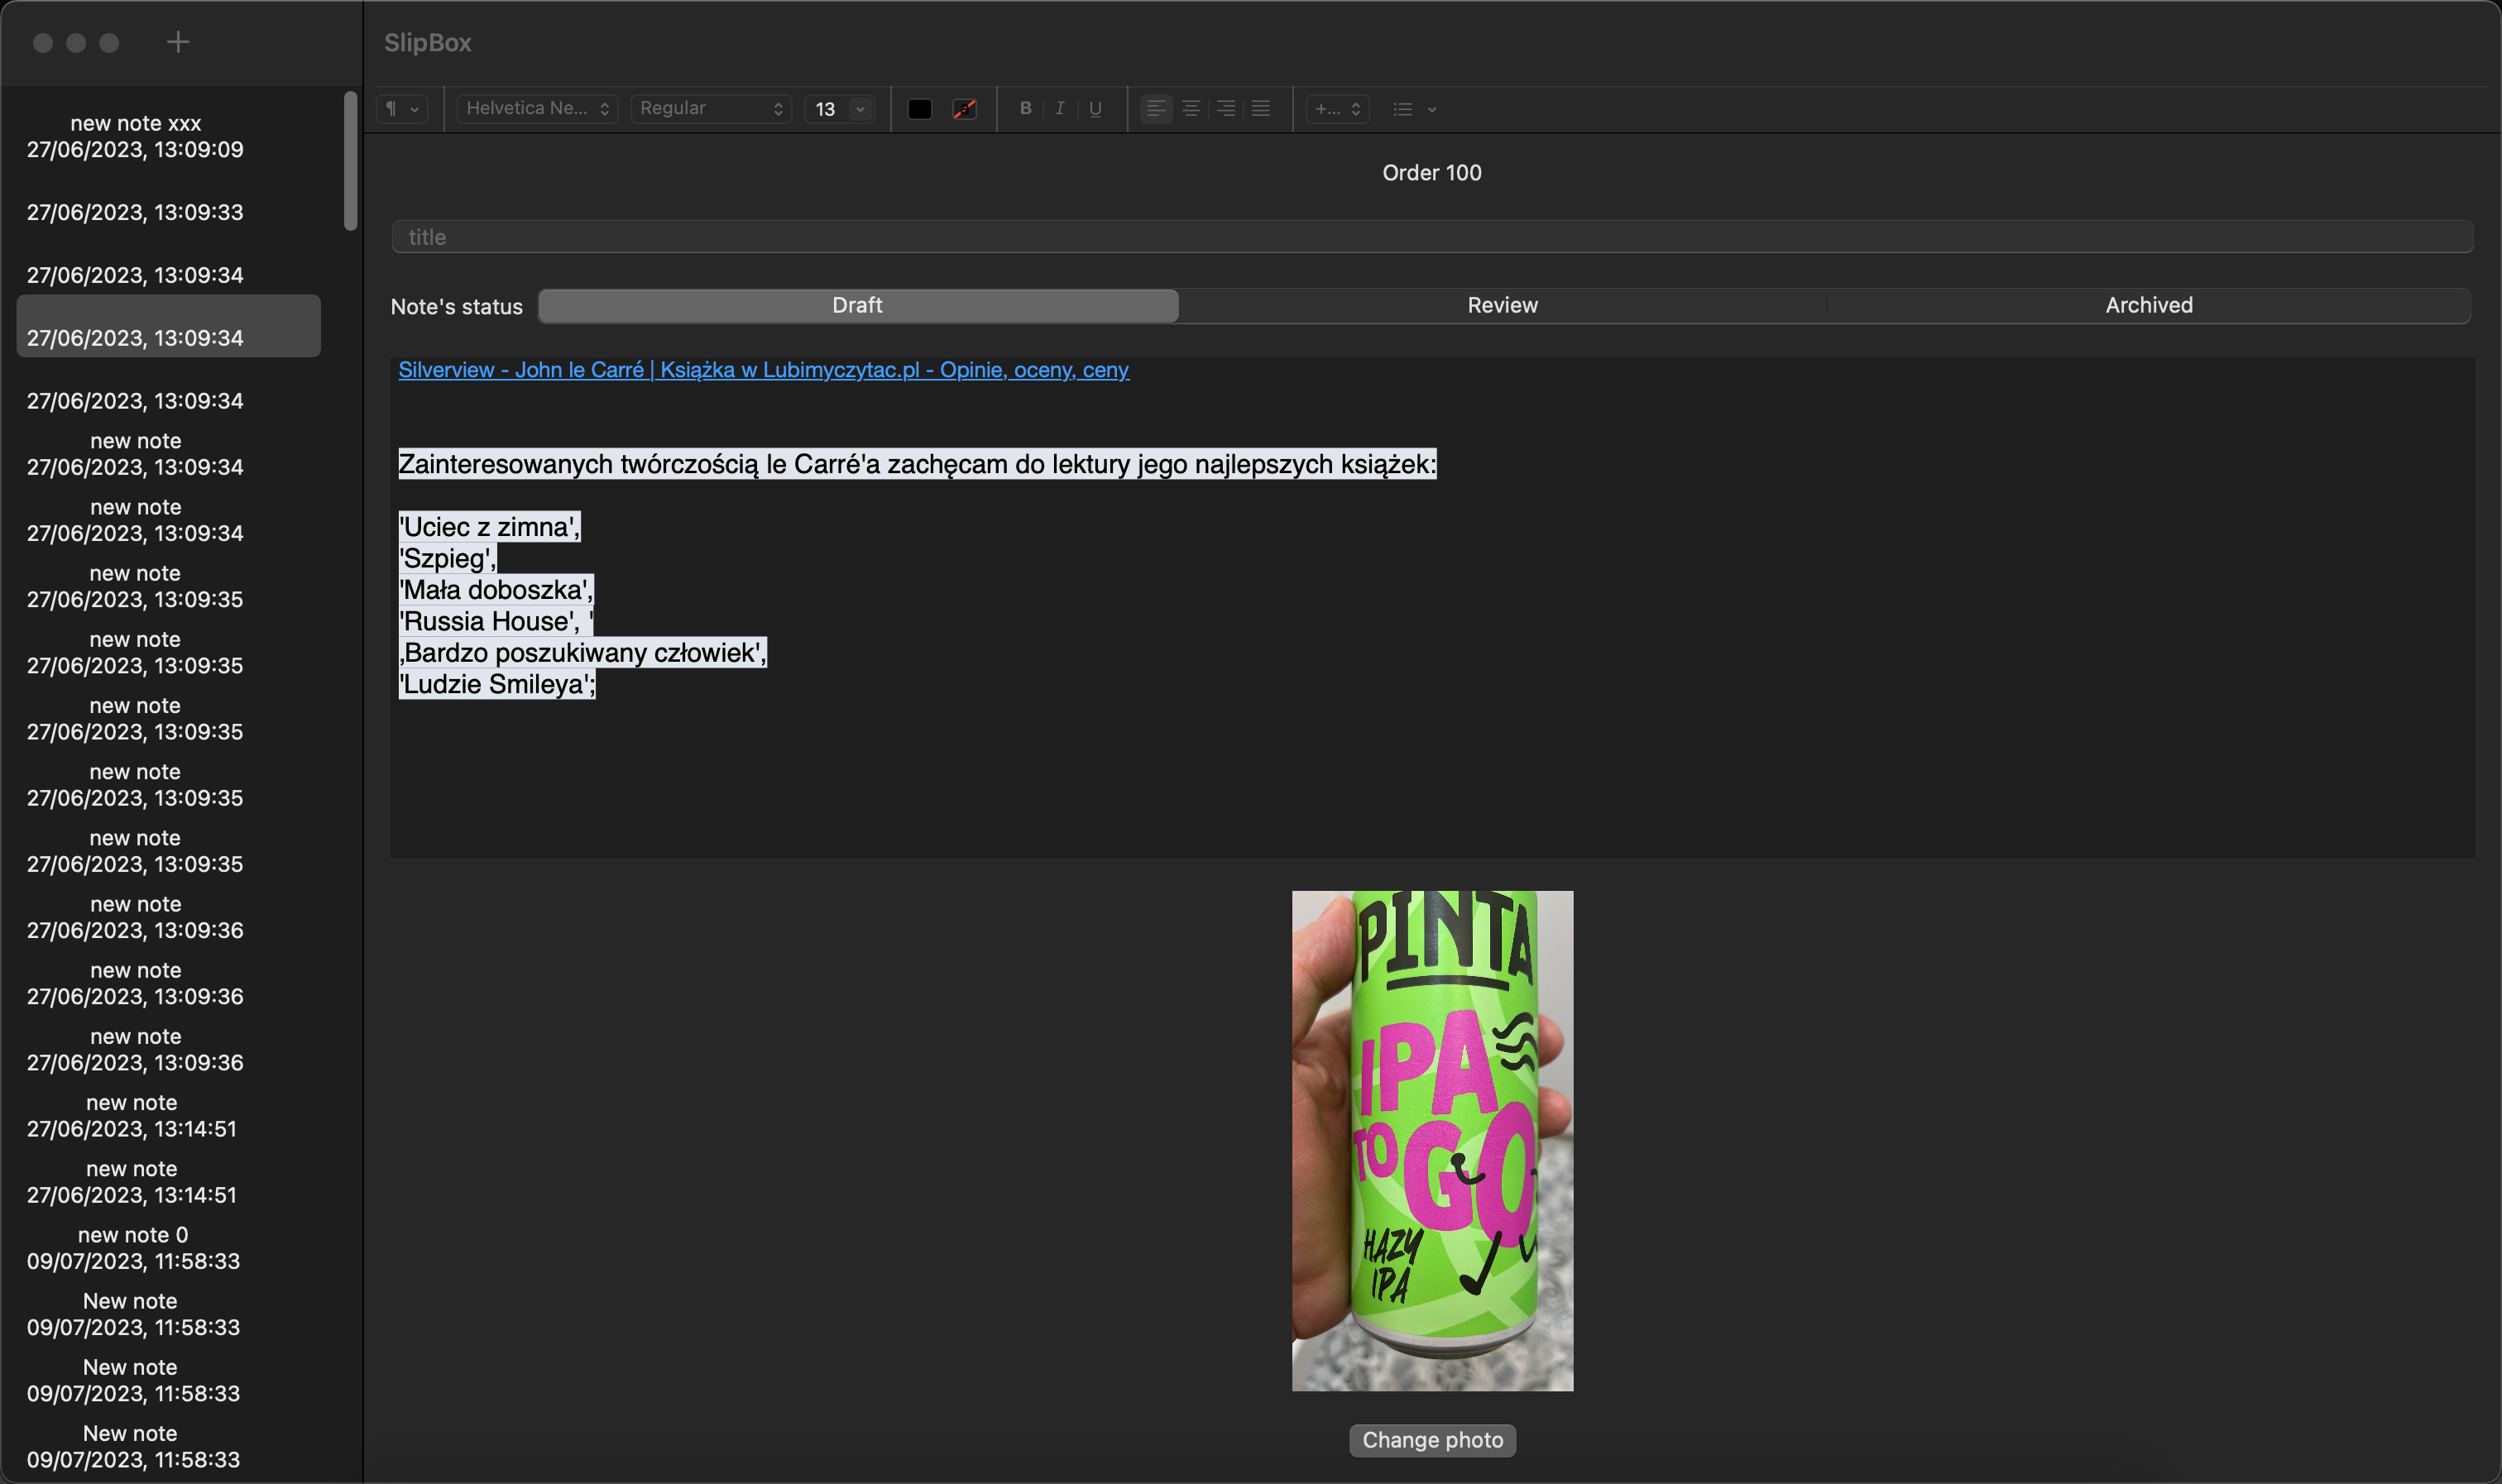 SlipBox
Helvetica Ne...
Regular
13
B I U
+...
new note xxx
27/06/2023, 13:09:09
27/06/2023, 13:09:33
27/06/2023, 13:09:34
27/06/2023, 13:09:34
27/06/2023, 13:09:34
new note
27/06/2023, 13:09:34
new note
27/06/2023, 13:09:34
new note
27/06/2023, 13:09:35
new note
27/06/2023, 13:09:35
new note
27/06/2023, 13:09:35
new note
27/06/2023, 13:09:35
new note
27/06/2023, 13:09:35
new note
27/06/2023, 13:09:36
new note
27/06/2023, 13:09:36
new note
27/06/2023, 13:09:36
new note
27/06/2023, 13:14:51
new note
27/06/2023, 13:14:51
new note 0
09/07/2023, 11:58:33
New note
09/07/2023, 11:58:33
New note
09/07/2023, 11:58:33
New note
09/07/2023, 11:58:33
Order 100
title
Note's status
Draft
Review
Archived
Silverview - John le Carré | Książka w Lubimyczytac.pl - Opinie, oceny, ceny
Zainteresowanych twórczością le Carré'a zachęcam do lektury jego najlepszych książek:
'Uciec z zimna',
'Szpieg',
'Mała doboszka',
'Russia House', '
,Bardzo poszukiwany człowiek',
'Ludzie Smileya';
PINTA
IPA
TO GO
HAZY
IPA
Change photo